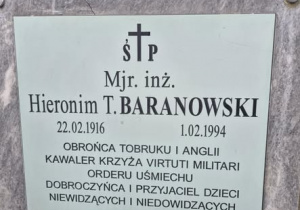 Ś P
Mjr. inż.
Hieronim T. BARANOWSKI
22.02.1916 1.02.1994
OBROŃCA TOBRUKU I ANGLII
KAWALER KRZYŻA VIRTUTI MILITARI
ORDERU UŚMIECHU
DOBROCZYŃCA I PRZYJACIEL DZIECI
NIEWIDZĄCYCH I NIEDOWIDZĄCYCH